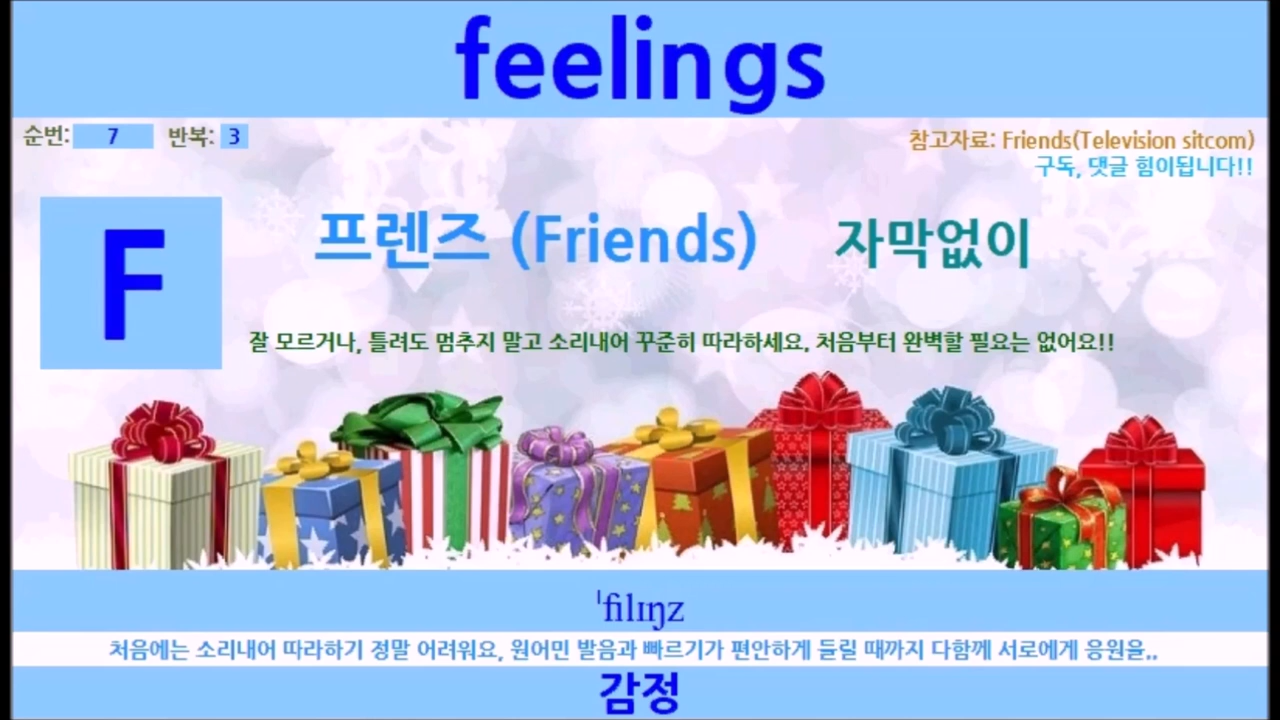 feelings
순번: 7 반복: 3
참고자료: Friends(Television sitcom)
구독, 댓글 힘이됩니다!!
F
프렌즈 (Friends) 자막없이
잘 모르거나, 틀려도 멈추지 말고 소리내어 꾸준히 따라하세요, 처음부터 완벽할 필요는 없어요!!
ˈfilɪŋz
처음에는 소리내어 따라하기 정말 어려워요, 원어민 발음과 빠르기가 편안하게 들릴 때까지 다함께 서로에게 응원을..
감정